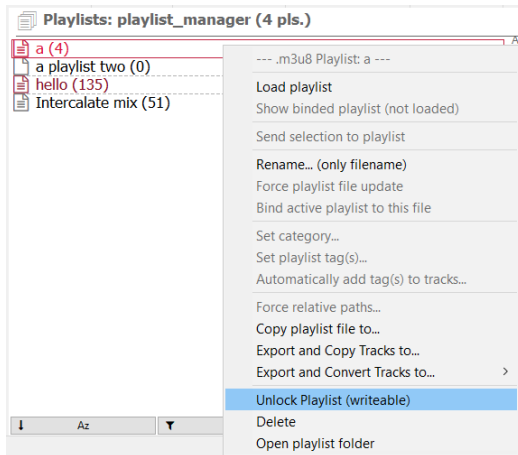 Playlists: playlist_manager (4 pls.)
a (4)
a playlist two (0)
hello (135)
Intercalate mix (51)
--- .m3u8 Playlist: a ---
Load playlist
Show binded playlist (not loaded)
Send selection to playlist
Rename... (only filename)
Force playlist file update
Bind active playlist to this file
Set category...
Set playlist tag(s)...
Automatically add tag(s) to tracks...
Force relative paths...
Copy playlist file to...
Export and Copy Tracks to...
Export and Convert Tracks to...
Unlock Playlist (writeable)
Delete
Open playlist folder
Az